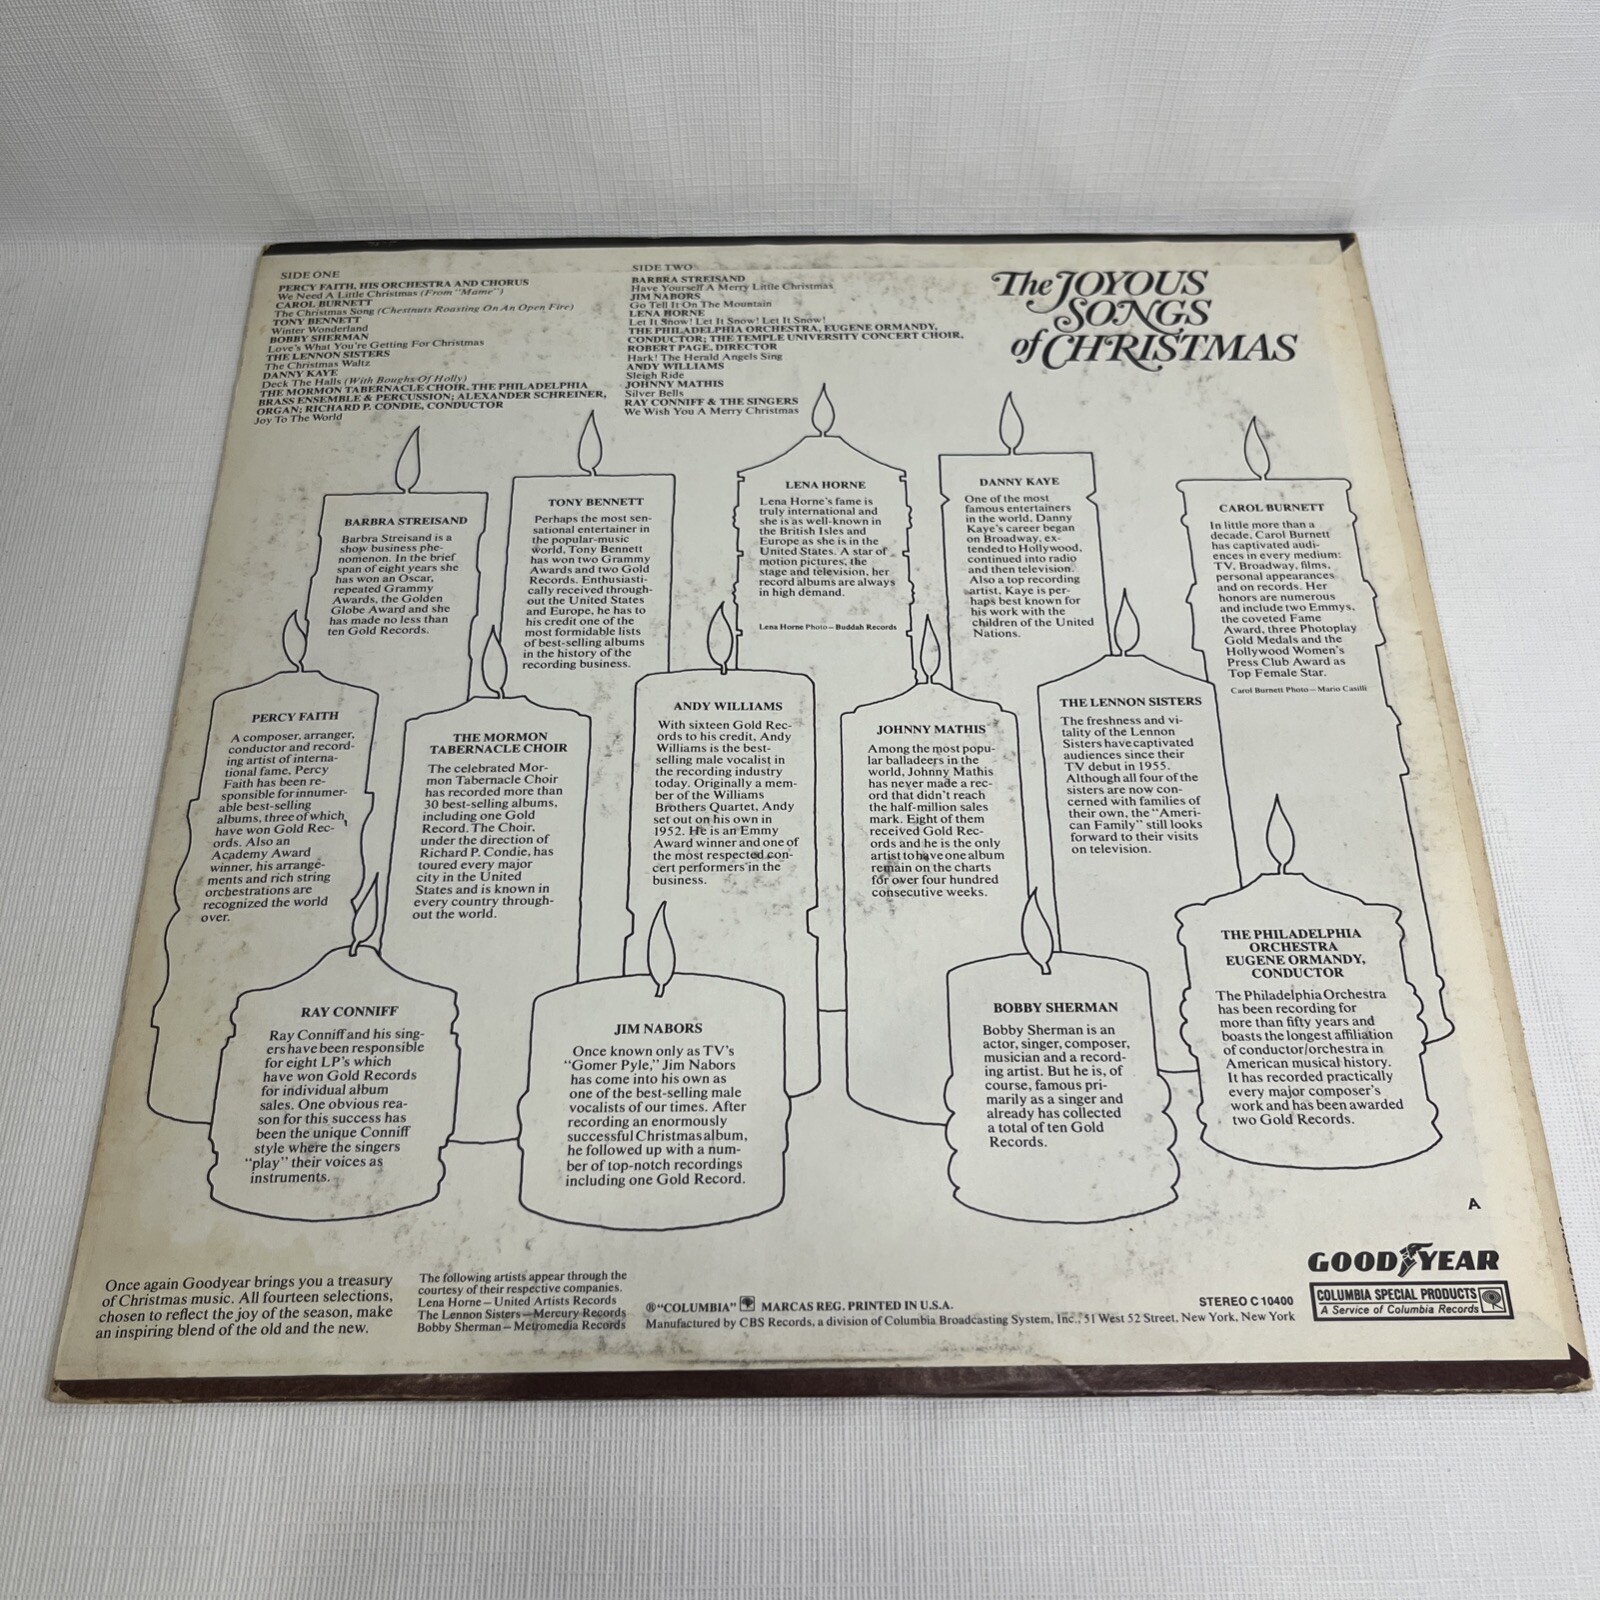 SIDE ONE
PERCY FAITH, HIS ORCHESTRA AND CHORUS
We Need A Little Christmas (From "Mame")
CAROL BURNETT
The Christmas Song (Chestnuts Roasting On An Open Fire)
TONY BENNETT
Winter Wonderland
BOBBY SHERMAN
Love's What You're Getting For Christmas
THE LENNON SISTERS
The Christmas Waltz
DANNY KAYE
Deck The Halls (With Boughs Of Holly)
THE MORMON TABERNACLE CHOIR, THE PHILADELPHIA
BRASS ENSEMBLE & PERCUSSION; ALEXANDER SCHREINER,
ORGAN; RICHARD P. CONDIE, CONDUCTOR
Joy To The World
SIDE TWO
BARBRA STREISAND
Have Yourself A Merry Little Christmas
JIM NABORS
Go Tell It On The Mountain
LENA HORNE
Let It Snow! Let It Snow! Let It Snow!
THE PHILADELPHIA ORCHESTRA, EUGENE ORMANDY,
CONDUCTOR; THE TEMPLE UNIVERSITY CONCERT CHOIR,
ROBERT PAGE, DIRECTOR
Hark! The Herald Angels Sing
ANDY WILLIAMS
Sleigh Ride
JOHNNY MATHIS
Silver Bells
RAY CONNIFF & THE SINGERS
We Wish You A Merry Christmas
The JOYOUS
SONGS
of CHRISTMAS
BARBRA STREISAND
Barbra Streisand is a
show business phe-
nomenon. In the brief
span of eight years she
has won an Oscar,
repeated Grammy
Awards, the Golden
Globe Award and she
has made no less than
ten Gold Records.
TONY BENNETT
Perhaps the most sen-
sational entertainer in
the popular-music
world, Tony Bennett
has won two Grammy
Awards and two Gold
Records. Enthusiasti-
cally received through-
out the United States
and Europe, he has to
his credit one of the
most formidable lists
of best-selling albums
in the history of the
recording business.
LENA HORNE
Lena Horne's fame is
truly international and
she is as well-known in
the British Isles and
Europe as she is in the
United States. A star of
motion pictures, the
stage and television, her
record albums are always
in high demand.
Lena Horne Photo—Buddah Records
DANNY KAYE
One of the most
famous entertainers
in the world, Danny
Kaye's career began
on Broadway, ex-
tended to Hollywood,
continued into radio
and then television.
Also a top recording
artist, Kaye is per-
haps best known for
his work with the
children of the United
Nations.
CAROL BURNETT
In little more than a
decade, Carol Burnett
has captivated audi-
ences in every medium:
TV, Broadway, films,
personal appearances
and on records. Her
honors are numerous
and include two Emmys,
the coveted Fame
Award, three Photoplay
Gold Medals and the
Hollywood Women's
Press Club Award as
Top Female Star.
Carol Burnett Photo—Mario Casilli
PERCY FAITH
A composer, arranger,
conductor and record-
ing artist of interna-
tional fame, Percy
Faith has been re-
sponsible for innumer-
able best-selling
albums, three of which
have won Gold Rec-
ords. Also an
Academy Award
winner, his arrange-
ments and rich string
orchestrations are
recognized the world
over.
THE MORMON
TABERNACLE CHOIR
The celebrated Mor-
mon Tabernacle Choir
has recorded more than
30 best-selling albums,
including one Gold
Record. The Choir,
under the direction of
Richard P. Condie, has
toured every major
city in the United
States and is known in
every country through-
out the world.
ANDY WILLIAMS
With sixteen Gold Rec-
ords to his credit, Andy
Williams is the best-
selling male vocalist in
the recording industry
today. Originally a mem-
ber of the Williams
Brothers Quartet, Andy
set out on his own in
1952. He is an Emmy
Award winner and one of
the most respected con-
cert performers in the
business.
JOHNNY MATHIS
Among the most popu-
lar balladeers in the
world, Johnny Mathis
has never made a rec-
ord that didn't reach
the half-million sales
mark. Eight of them
received Gold Rec-
ords and he is the only
artist to have one album
remain on the charts
for over four hundred
consecutive weeks.
THE LENNON SISTERS
The freshness and vi-
tality of the Lennon
Sisters have captivated
audiences since their
TV debut in 1955.
Although all four of the
sisters are now con-
cerned with families of
their own, the "Ameri-
can Family" still looks
forward to their visits
on television.
RAY CONNIFF
Ray Conniff and his sing-
ers have been responsible
for eight LP's which
have won Gold Records
for individual album
sales. One obvious rea-
son for this success has
been the unique Conniff
style where the singers
"play" their voices as
instruments.
JIM NABORS
Once known only as TV's
"Gomer Pyle," Jim Nabors
has come into his own as
one of the best-selling male
vocalists of our times. After
recording an enormously
successful Christmas album,
he followed up with a num-
ber of top-notch recordings
including one Gold Record.
BOBBY SHERMAN
Bobby Sherman is an
actor, singer, composer,
musician and a record-
ing artist. But he is, of
course, famous pri-
marily as a singer and
already has collected
a total of ten Gold
Records.
THE PHILADELPHIA
ORCHESTRA
EUGENE ORMANDY,
CONDUCTOR
The Philadelphia Orchestra
has been recording for
more than fifty years and
boasts the longest affiliation
of conductor/orchestra in
American musical history.
It has recorded practically
every major composer's
work and has been awarded
two Gold Records.
A
Once again Goodyear brings you a treasury
of Christmas music. All fourteen selections,
chosen to reflect the joy of the season, make
an inspiring blend of the old and the new.
The following artists appear through the
courtesy of their respective companies.
Lena Horne—United Artists Records
The Lennon Sisters—Mercury Records
Bobby Sherman—Metromedia Records
®"COLUMBIA" MARCAS REG. PRINTED IN U.S.A.
Manufactured by CBS Records, a division of Columbia Broadcasting System, Inc., 51 West 52 Street, New York, New York
STEREO C 10400
GOODYEAR
COLUMBIA SPECIAL PRODUCTS
A Service of Columbia Records